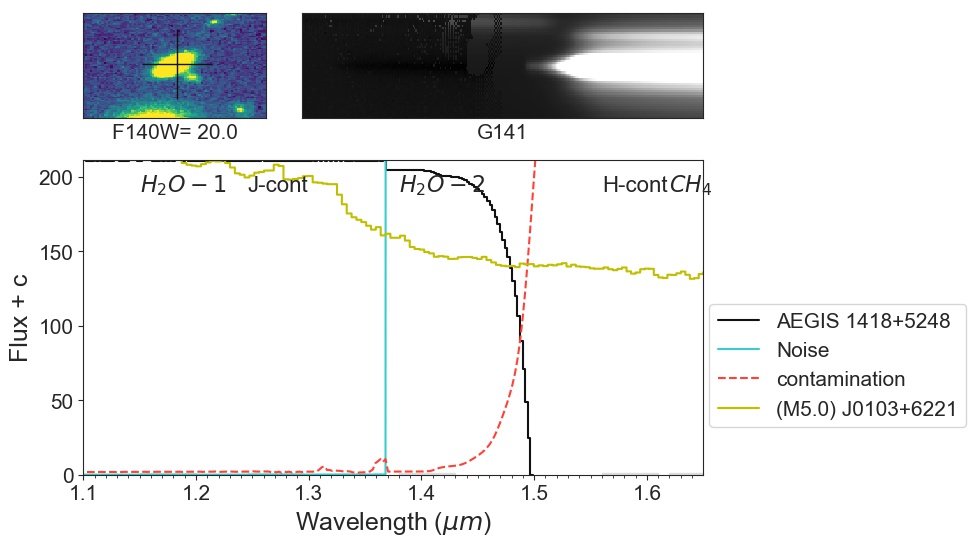 F140W= 20.0
G141
H₂O − 1
J-cont
H₂O − 2
H-cont
CH₄
200
150
100
50
0
Flux + c
1.1
1.2
1.3
1.4
1.5
1.6
Wavelength (μm)
AEGIS 1418+5248
Noise
contamination
(M5.0) J0103+6221